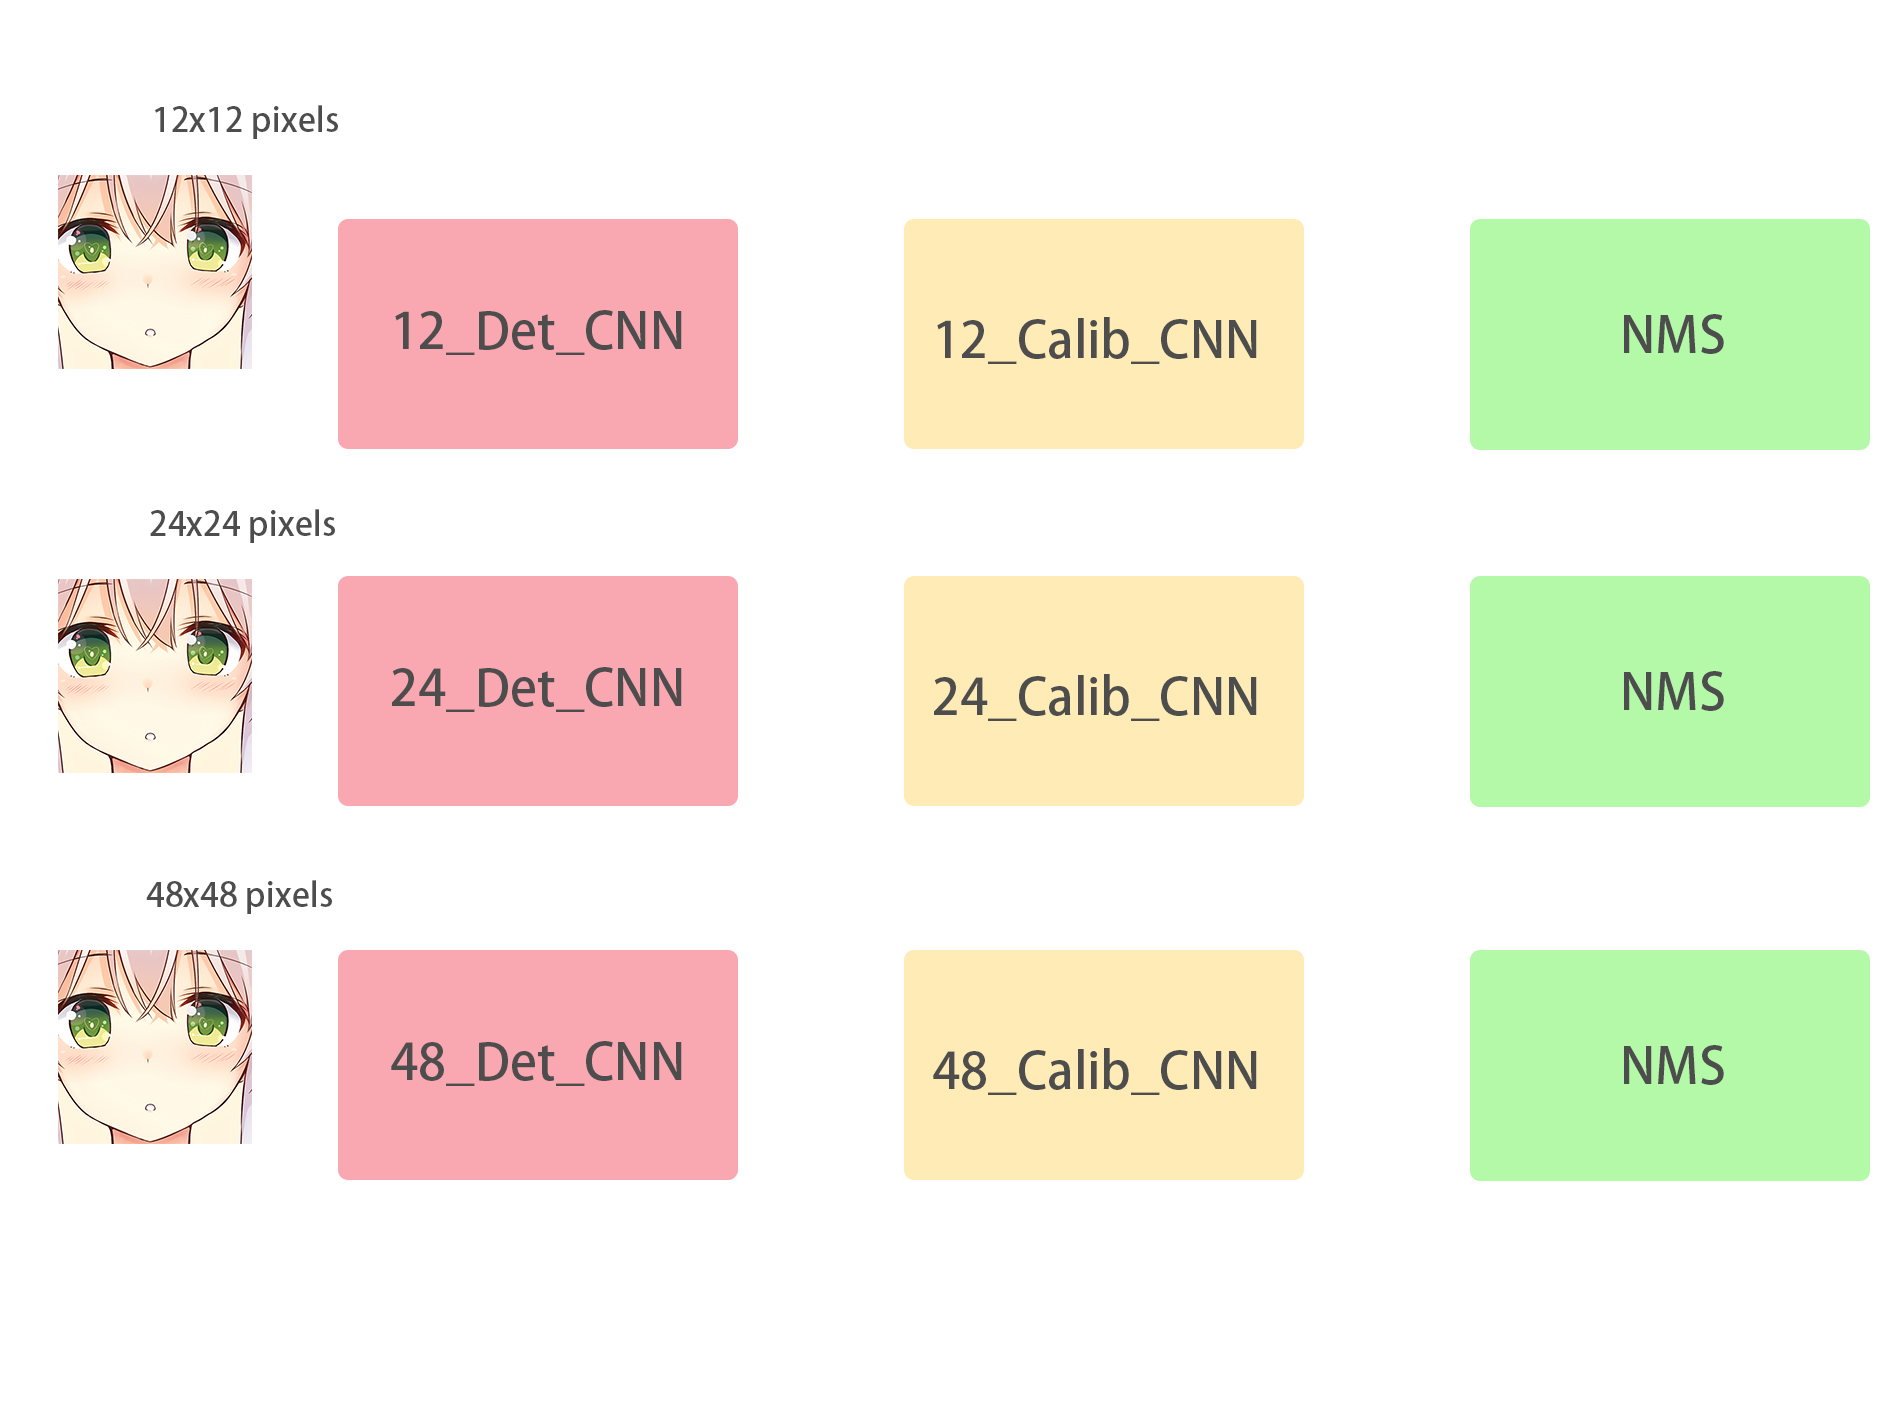 12x12 pixels
12_Det_CNN
12_Calib_CNN
NMS
24x24 pixels
24_Det_CNN
24_Calib_CNN
NMS
48x48 pixels
48_Det_CNN
48_Calib_CNN
NMS